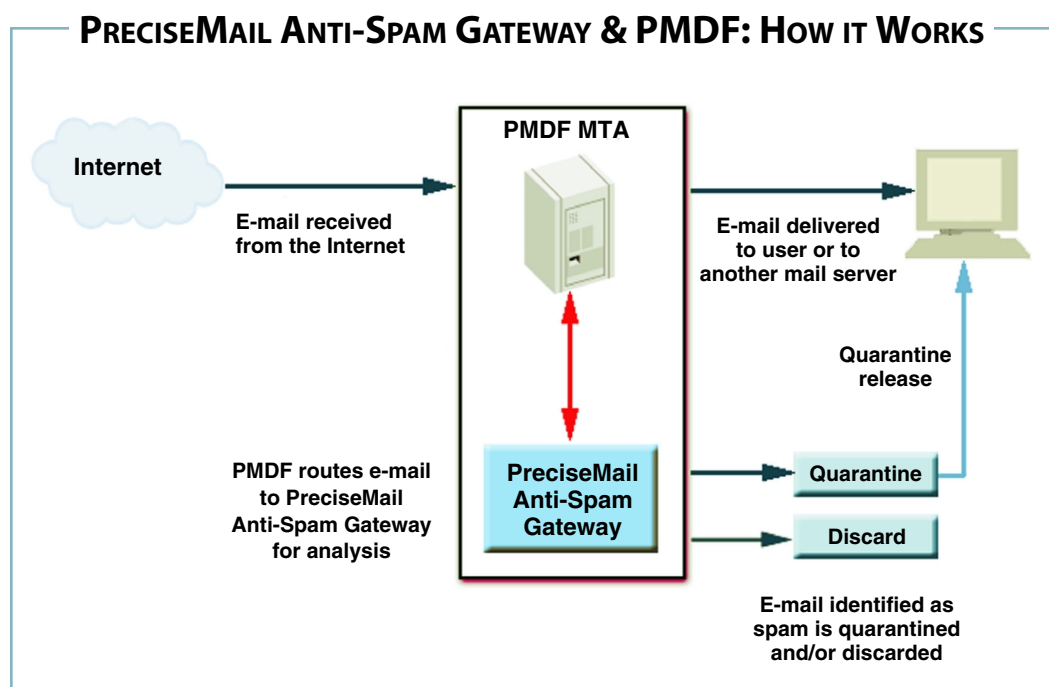 PRECISEMAIL ANTI-SPAM GATEWAY & PMDF: HOW IT WORKS
Internet
E-mail received
from the Internet
PMDF MTA
E-mail delivered
to user or to
another mail server
Quarantine
release
PMDF routes e-mail
to PreciseMail
Anti-Spam Gateway
for analysis
PreciseMail
Anti-Spam
Gateway
Quarantine
Discard
E-mail identified as
spam is quarantined
and/or discarded